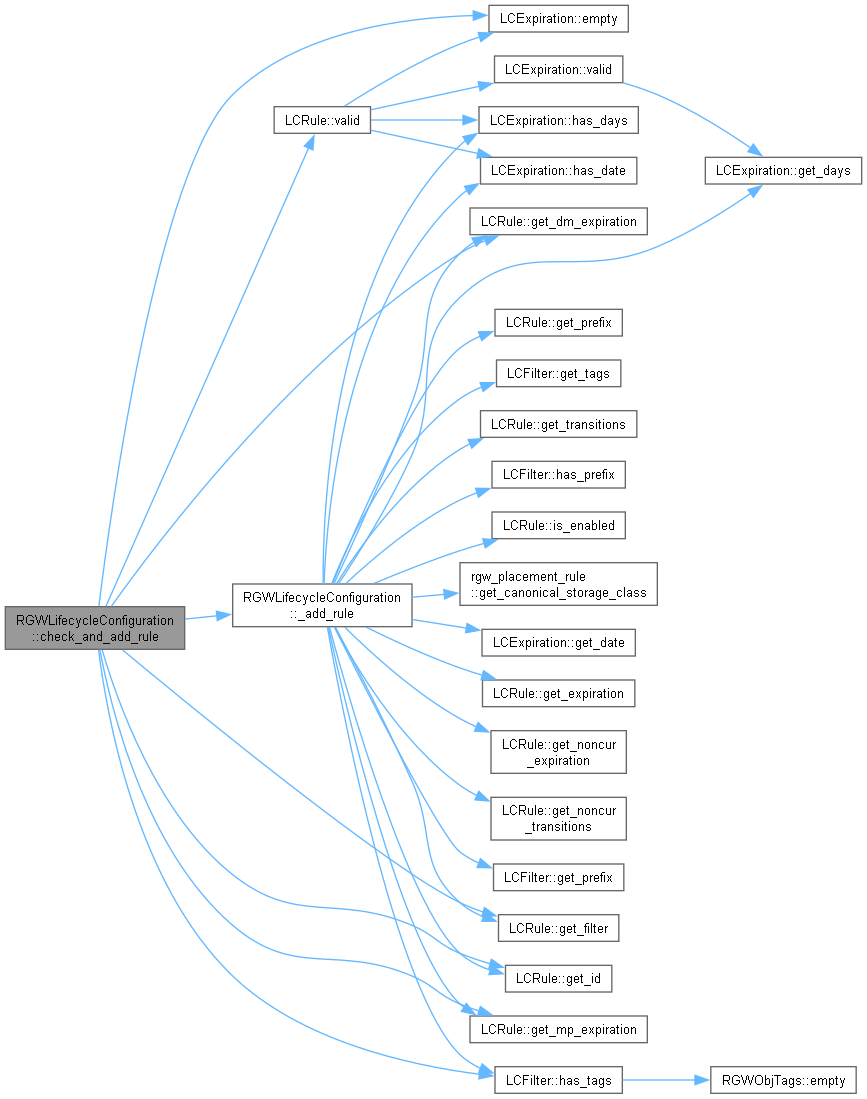 LCExpiration::empty
LCExpiration::valid
LCRule::valid
LCExpiration::has_days
LCExpiration::has_date
LCExpiration::get_days
LCRule::get_dm_expiration
LCRule::get_prefix
LCFilter::get_tags
LCRule::get_transitions
LCFilter::has_prefix
LCRule::is_enabled
rgw_placement_rule
::get_canonical_storage_class
RGWLifecycleConfiguration
::_add_rule
RGWLifecycleConfiguration
::check_and_add_rule
LCExpiration::get_date
LCRule::get_expiration
LCRule::get_noncur
_expiration
LCRule::get_noncur
_transitions
LCFilter::get_prefix
LCRule::get_filter
LCRule::get_id
LCRule::get_mp_expiration
LCFilter::has_tags
RGWObjTags::empty